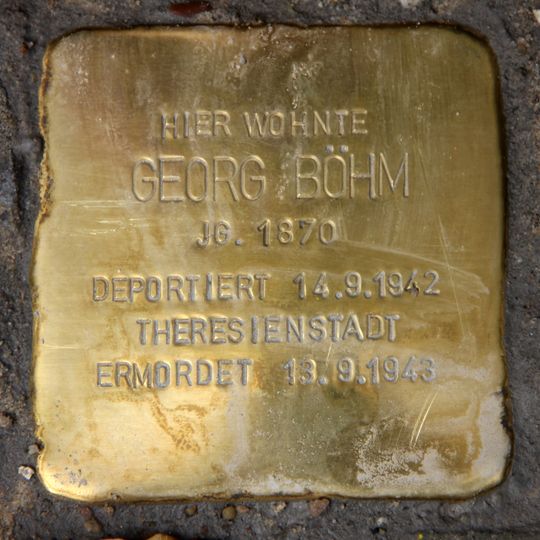 HIER WOHNTE
GEORG BÖHM
JG. 1870
DEPORTIERT 14.9.1942
THERESIENSTADT
ERMORDET 13.9.1943